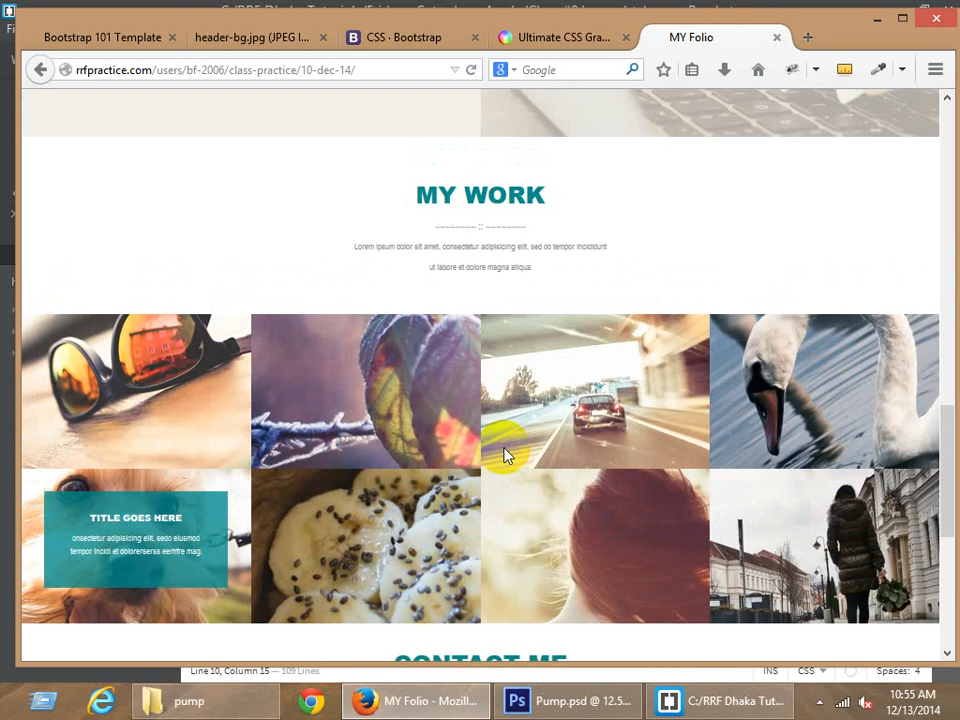 Bootstrap 101 Template
header-bg.jpg (JPEG I...
CSS · Bootstrap
Ultimate CSS Gra...
MY Folio
rrfpractice.com/users/bf-2006/class-practice/10-dec-14/
Google
MY WORK
~~~~~~~~ :: ~~~~~~~~
Lorem ipsum dolor sit amet, consectetur adipisicing elit, sed do tempor incididunt
ut labore et dolore magna aliqua.
TITLE GOES HERE
onsectetur adipisicing elit, sedo eiusmod
tempor incidi et dolorerserss eemfre mag.
CONTACT ME
Line 10, Column 15 — 109 Lines
INS
CSS
Spaces: 4
pump
MY Folio - Mozill...
Pump.psd @ 12.5...
C:/RRF Dhaka Tut...
10:55 AM
12/13/2014